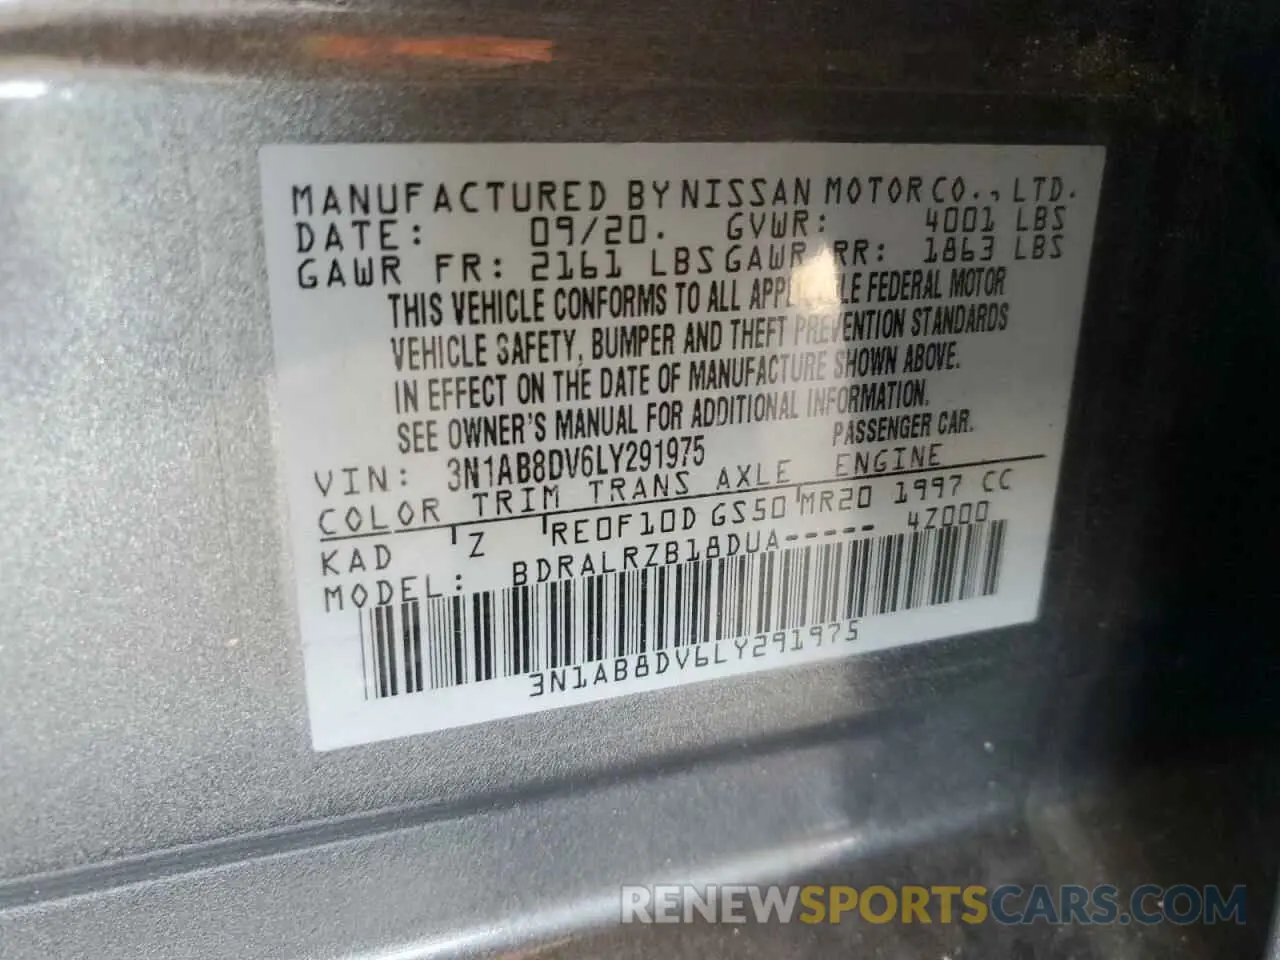 MANUFACTURED BY NISSAN MOTOR CO., LTD.
DATE: 09/20. GVWR: 4001 LBS
GAWR FR: 2161 LBS GAWR RR: 1863 LBS
THIS VEHICLE CONFORMS TO ALL APPLICABLE FEDERAL MOTOR
VEHICLE SAFETY, BUMPER AND THEFT PREVENTION STANDARDS
IN EFFECT ON THE DATE OF MANUFACTURE SHOWN ABOVE.
SEE OWNER'S MANUAL FOR ADDITIONAL INFORMATION.
VIN: 3N1AB8DV6LY291975 PASSENGER CAR.
COLOR TRIM TRANS AXLE ENGINE
KAD Z RE0F10D GS50 MR20 1997 CC
MODEL: BDRALRZB18DUA----- 4Z000
3N1AB8DV6LY291975
RENEWSPORTSCARS.COM